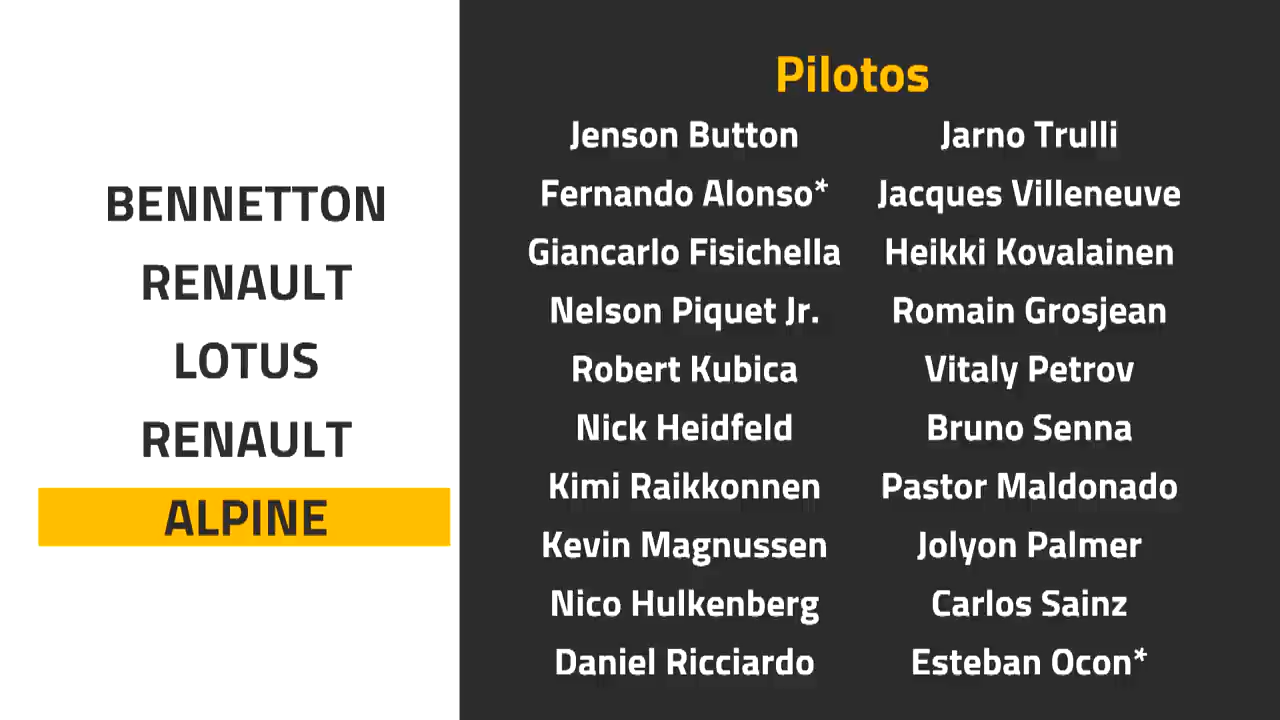 BENNETTON
RENAULT
LOTUS
RENAULT
ALPINE
Pilotos
Jenson Button Jarno Trulli
Fernando Alonso* Jacques Villeneuve
Giancarlo Fisichella Heikki Kovalainen
Nelson Piquet Jr. Romain Grosjean
Robert Kubica Vitaly Petrov
Nick Heidfeld Bruno Senna
Kimi Raikkonnen Pastor Maldonado
Kevin Magnussen Jolyon Palmer
Nico Hulkenberg Carlos Sainz
Daniel Ricciardo Esteban Ocon*